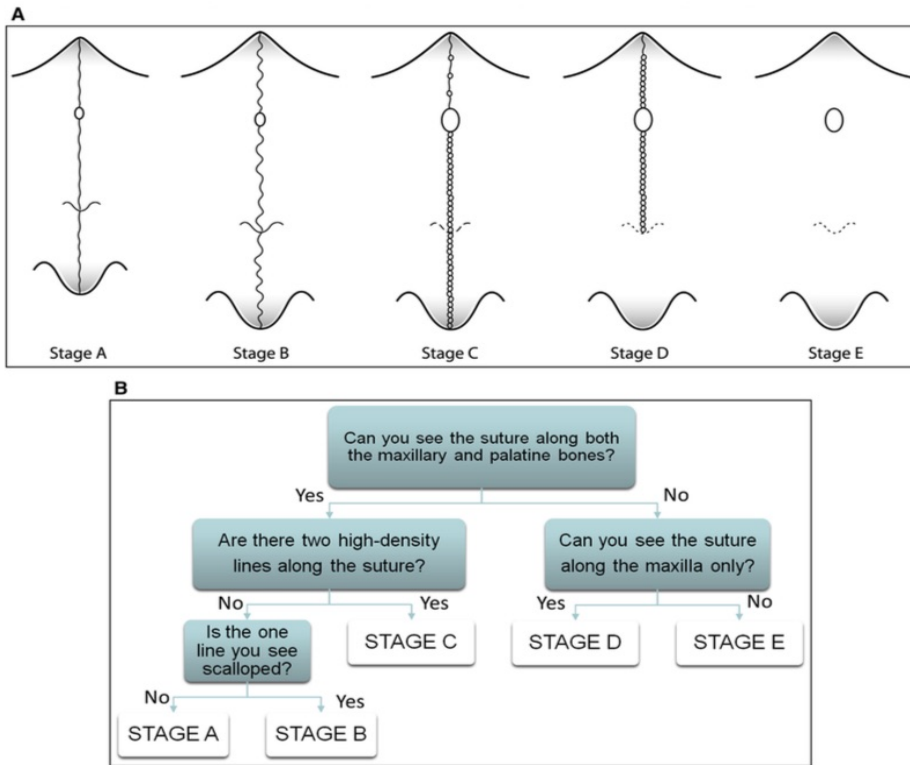 A
Stage A
Stage B
Stage C
Stage D
Stage E
B
Can you see the suture along both
the maxillary and palatine bones?
Yes
No
Are there two high-density
lines along the suture?
Can you see the suture
along the maxilla only?
No
Yes
Yes
No
Is the one
line you see
scalloped?
STAGE C
STAGE D
STAGE E
No
Yes
STAGE A
STAGE B